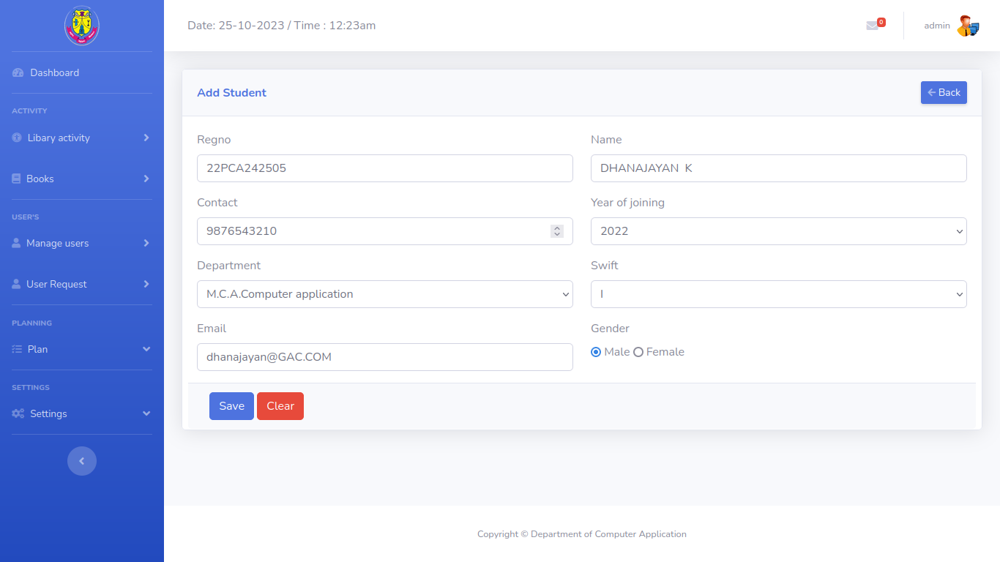 Date: 25-10-2023 / Time : 12:23am
0
admin
Dashboard
ACTIVITY
Libary activity
Books
USER'S
Manage users
User Request
PLANNING
Plan
SETTINGS
Settings
Add Student
Back
Regno
Name
22PCA242505
DHANAJAYAN K
Contact
Year of joining
9876543210
2022
Department
Swift
M.C.A.Computer application
I
Email
Gender
dhanajayan@GAC.COM
Male Female
Save Clear
Copyright © Department of Computer Application